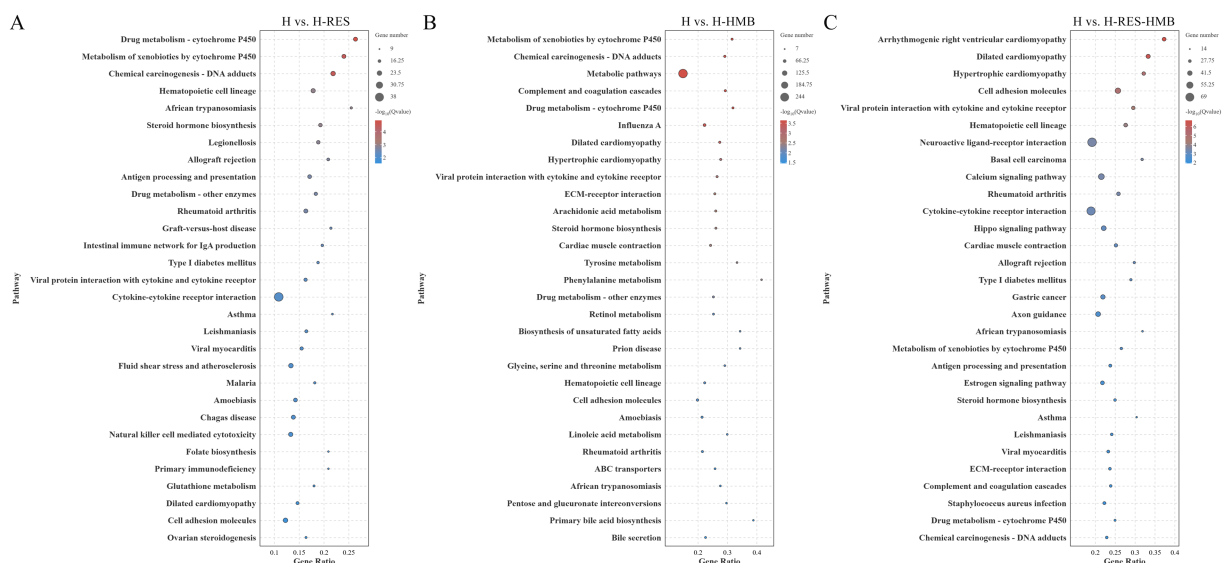 A
H vs. H-RES
Drug metabolism - cytochrome P450
Metabolism of xenobiotics by cytochrome P450
Chemical carcinogenesis - DNA adducts
Hematopoietic cell lineage
African trypanosomiasis
Steroid hormone biosynthesis
Legionellosis
Allograft rejection
Antigen processing and presentation
Drug metabolism - other enzymes
Rheumatoid arthritis
Graft-versus-host disease
Intestinal immune network for IgA production
Type I diabetes mellitus
Viral protein interaction with cytokine and cytokine receptor
Cytokine-cytokine receptor interaction
Asthma
Leishmaniasis
Viral myocarditis
Fluid shear stress and atherosclerosis
Malaria
Amoebiasis
Chagas disease
Natural killer cell mediated cytotoxicity
Folate biosynthesis
Primary immunodeficiency
Glutathione metabolism
Dilated cardiomyopathy
Cell adhesion molecules
Ovarian steroidogenesis
Pathway
0.1 0.15 0.2 0.25
Gene Ratio
Gene number
9
16.25
23.5
30.75
38
-log10(Qvalue)
4
3
2
B
H vs. H-HMB
Metabolism of xenobiotics by cytochrome P450
Chemical carcinogenesis - DNA adducts
Metabolic pathways
Complement and coagulation cascades
Drug metabolism - cytochrome P450
Influenza A
Dilated cardiomyopathy
Hypertrophic cardiomyopathy
Viral protein interaction with cytokine and cytokine receptor
ECM-receptor interaction
Arachidonic acid metabolism
Steroid hormone biosynthesis
Cardiac muscle contraction
Tyrosine metabolism
Phenylalanine metabolism
Drug metabolism - other enzymes
Retinol metabolism
Biosynthesis of unsaturated fatty acids
Prion disease
Glycine, serine and threonine metabolism
Hematopoietic cell lineage
Cell adhesion molecules
Amoebiasis
Linoleic acid metabolism
Rheumatoid arthritis
ABC transporters
African trypanosomiasis
Pentose and glucuronate interconversions
Primary bile acid biosynthesis
Bile secretion
Pathway
0.2 0.3 0.4
Gene Ratio
Gene number
7
66.25
125.5
184.75
244
-log10(Qvalue)
3.5
3
2.5
2
1.5
C
H vs. H-RES-HMB
Arrhythmogenic right ventricular cardiomyopathy
Dilated cardiomyopathy
Hypertrophic cardiomyopathy
Cell adhesion molecules
Viral protein interaction with cytokine and cytokine receptor
Hematopoietic cell lineage
Neuroactive ligand-receptor interaction
Basal cell carcinoma
Calcium signaling pathway
Rheumatoid arthritis
Cytokine-cytokine receptor interaction
Hippo signaling pathway
Cardiac muscle contraction
Allograft rejection
Type I diabetes mellitus
Gastric cancer
Axon guidance
African trypanosomiasis
Metabolism of xenobiotics by cytochrome P450
Antigen processing and presentation
Estrogen signaling pathway
Steroid hormone biosynthesis
Asthma
Leishmaniasis
Viral myocarditis
ECM-receptor interaction
Complement and coagulation cascades
Staphylococcus aureus infection
Drug metabolism - cytochrome P450
Chemical carcinogenesis - DNA adducts
Pathway
0.2 0.25 0.3 0.35 0.4
Gene Ratio
Gene number
14
27.75
41.5
55.25
69
-log10(Qvalue)
6
5
4
3
2